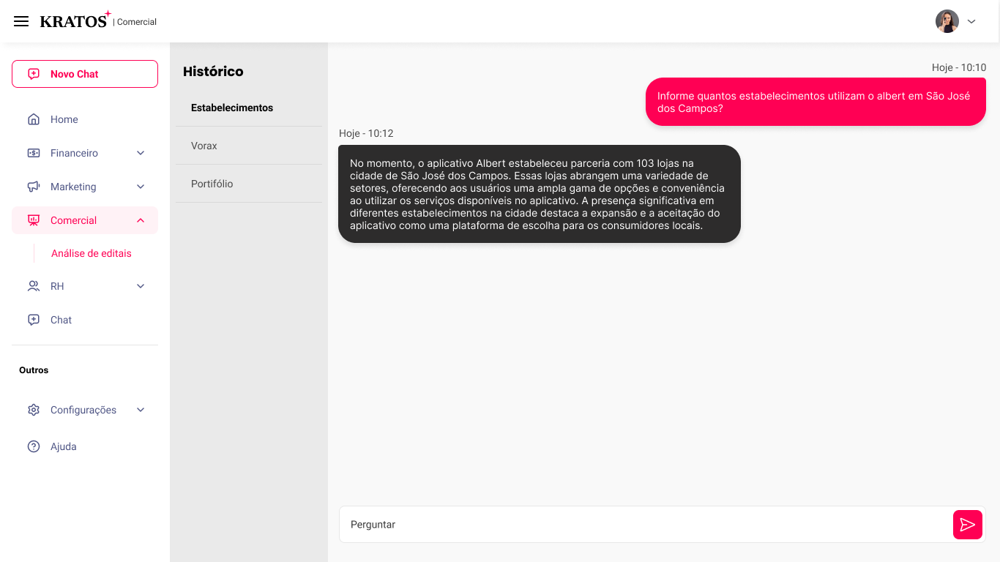 KRATOS | Comercial
Novo Chat
Home
Financeiro
Marketing
Comercial
Análise de editais
RH
Chat
Outros
Configurações
Ajuda
Histórico
Estabelecimentos
Vorax
Portifólio
Hoje - 10:10
Informe quantos estabelecimentos utilizam o albert em São José
dos Campos?
Hoje - 10:12
No momento, o aplicativo Albert estabeleceu parceria com 103 lojas na
cidade de São José dos Campos. Essas lojas abrangem uma variedade de
setores, oferecendo aos usuários uma ampla gama de opções e conveniência
ao utilizar os serviços disponíveis no aplicativo. A presença significativa em
diferentes estabelecimentos na cidade destaca a expansão e a aceitação do
aplicativo como uma plataforma de escolha para os consumidores locais.
Perguntar